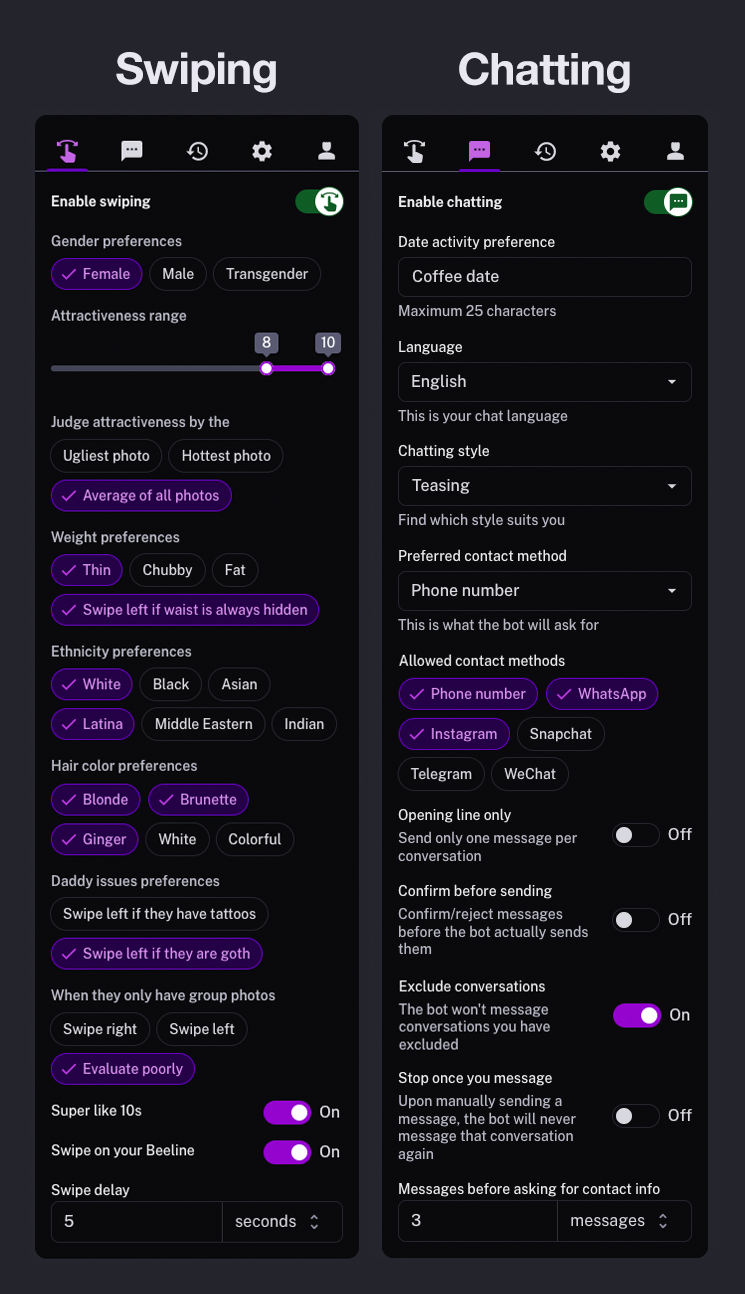 Swiping
Enable swiping
Gender preferences
Female Male Transgender
Attractiveness range
8 10
Judge attractiveness by the
Ugliest photo Hottest photo
Average of all photos
Weight preferences
Thin Chubby Fat
Swipe left if waist is always hidden
Ethnicity preferences
White Black Asian
Latina Middle Eastern Indian
Hair color preferences
Blonde Brunette
Ginger White Colorful
Daddy issues preferences
Swipe left if they have tattoos
Swipe left if they are goth
When they only have group photos
Swipe right Swipe left
Evaluate poorly
Super like 10s On
Swipe on your Beeline On
Swipe delay
5 seconds
Chatting
Enable chatting
Date activity preference
Coffee date
Maximum 25 characters
Language
English
This is your chat language
Chatting style
Teasing
Find which style suits you
Preferred contact method
Phone number
This is what the bot will ask for
Allowed contact methods
Phone number WhatsApp
Instagram Snapchat
Telegram WeChat
Opening line only
Send only one message per
conversation
Off
Confirm before sending
Confirm/reject messages
before the bot actually sends
them
Off
Exclude conversations
The bot won't message
conversations you have
excluded
On
Stop once you message
Upon manually sending a
message, the bot will never
message that conversation
again
Off
Messages before asking for contact info
3 messages